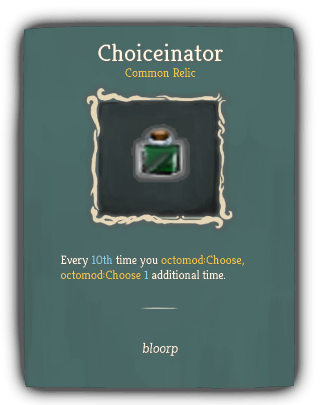 Choiceinator
Common Relic
Every 10th time you octomod:Choose,
octomod:Choose 1 additional time.
bloorp